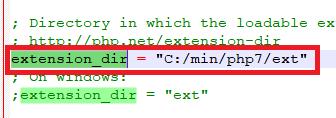 ; Directory in which the loadable ex
; http://php.net/extension-dir
extension_dir = "C:/min/php7/ext"
; On windows:
;extension_dir = "ext"